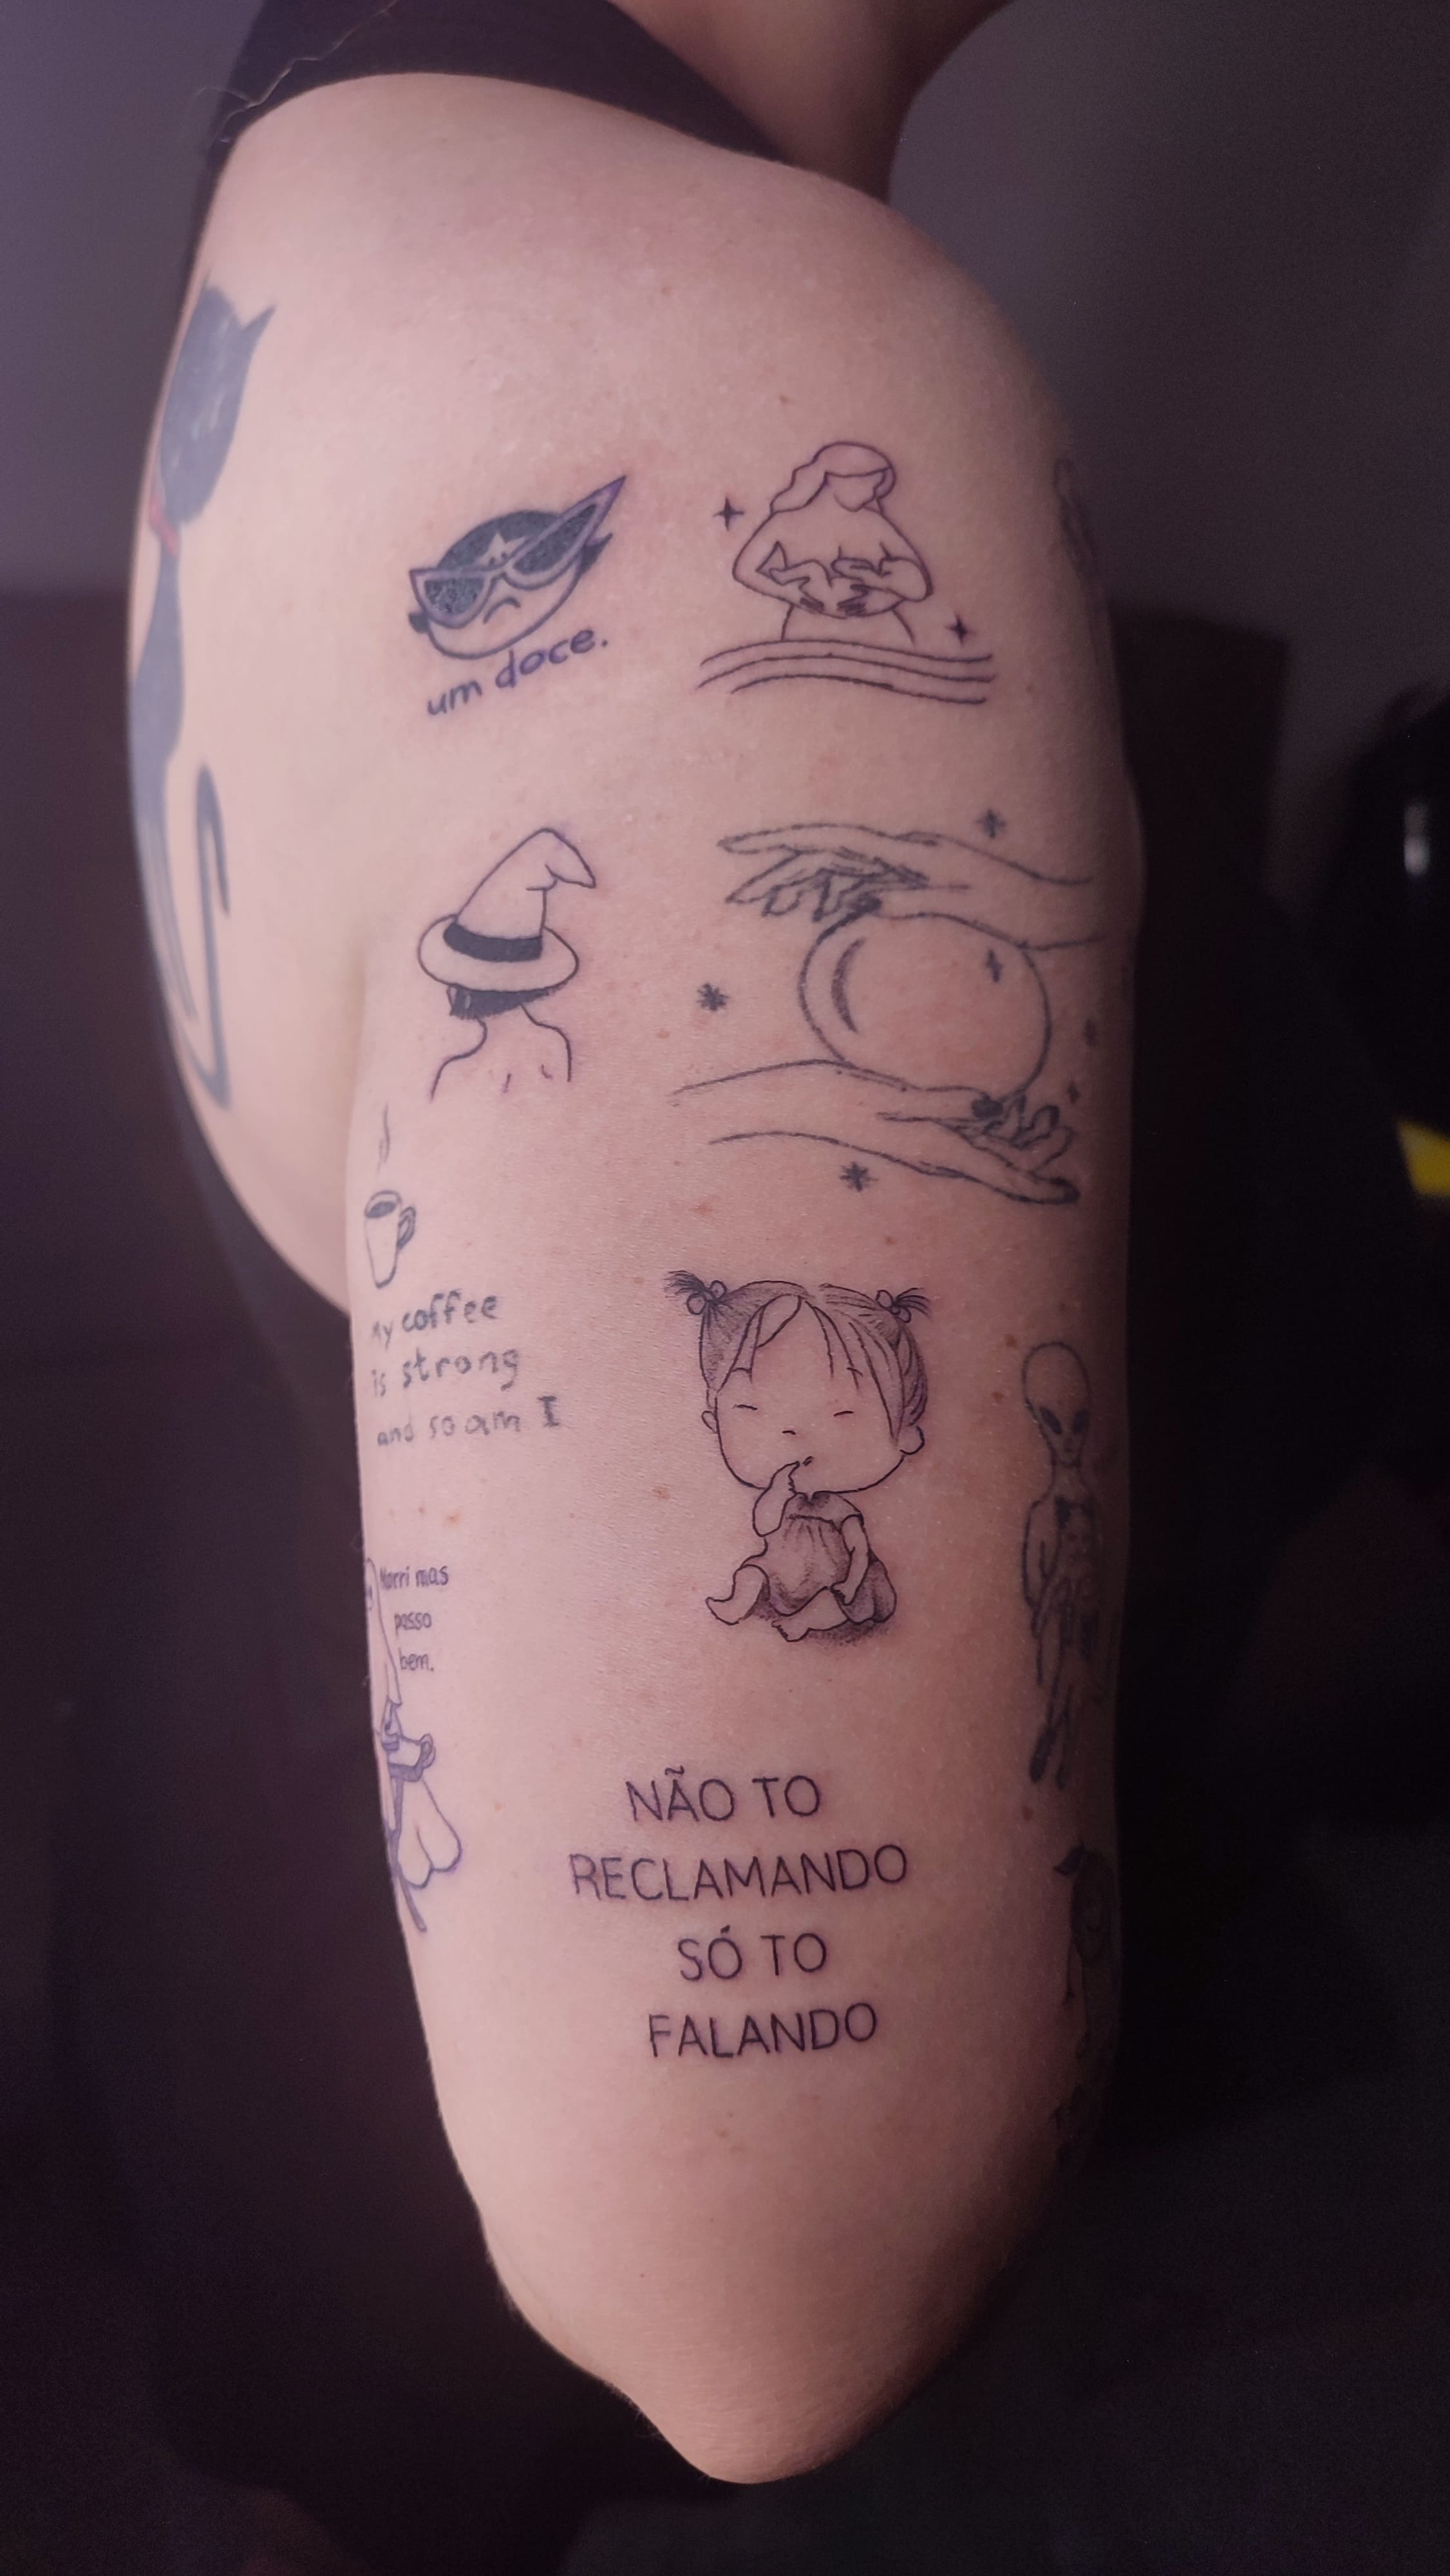 um doce.
My coffee
is strong
and so am I
Morri mas
passo
bem.
NÃO TO
RECLAMANDO
SÓ TO
FALANDO